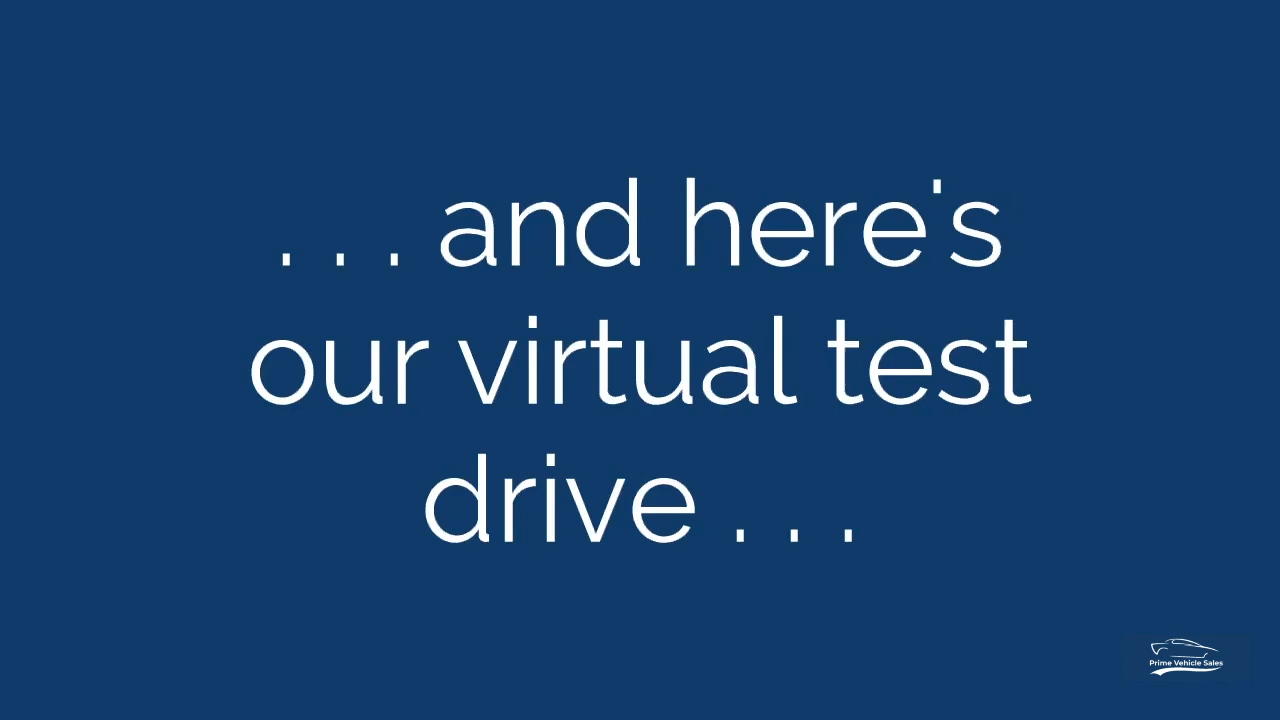 . . . and here's
our virtual test
drive . . .
Prime Vehicle Sales